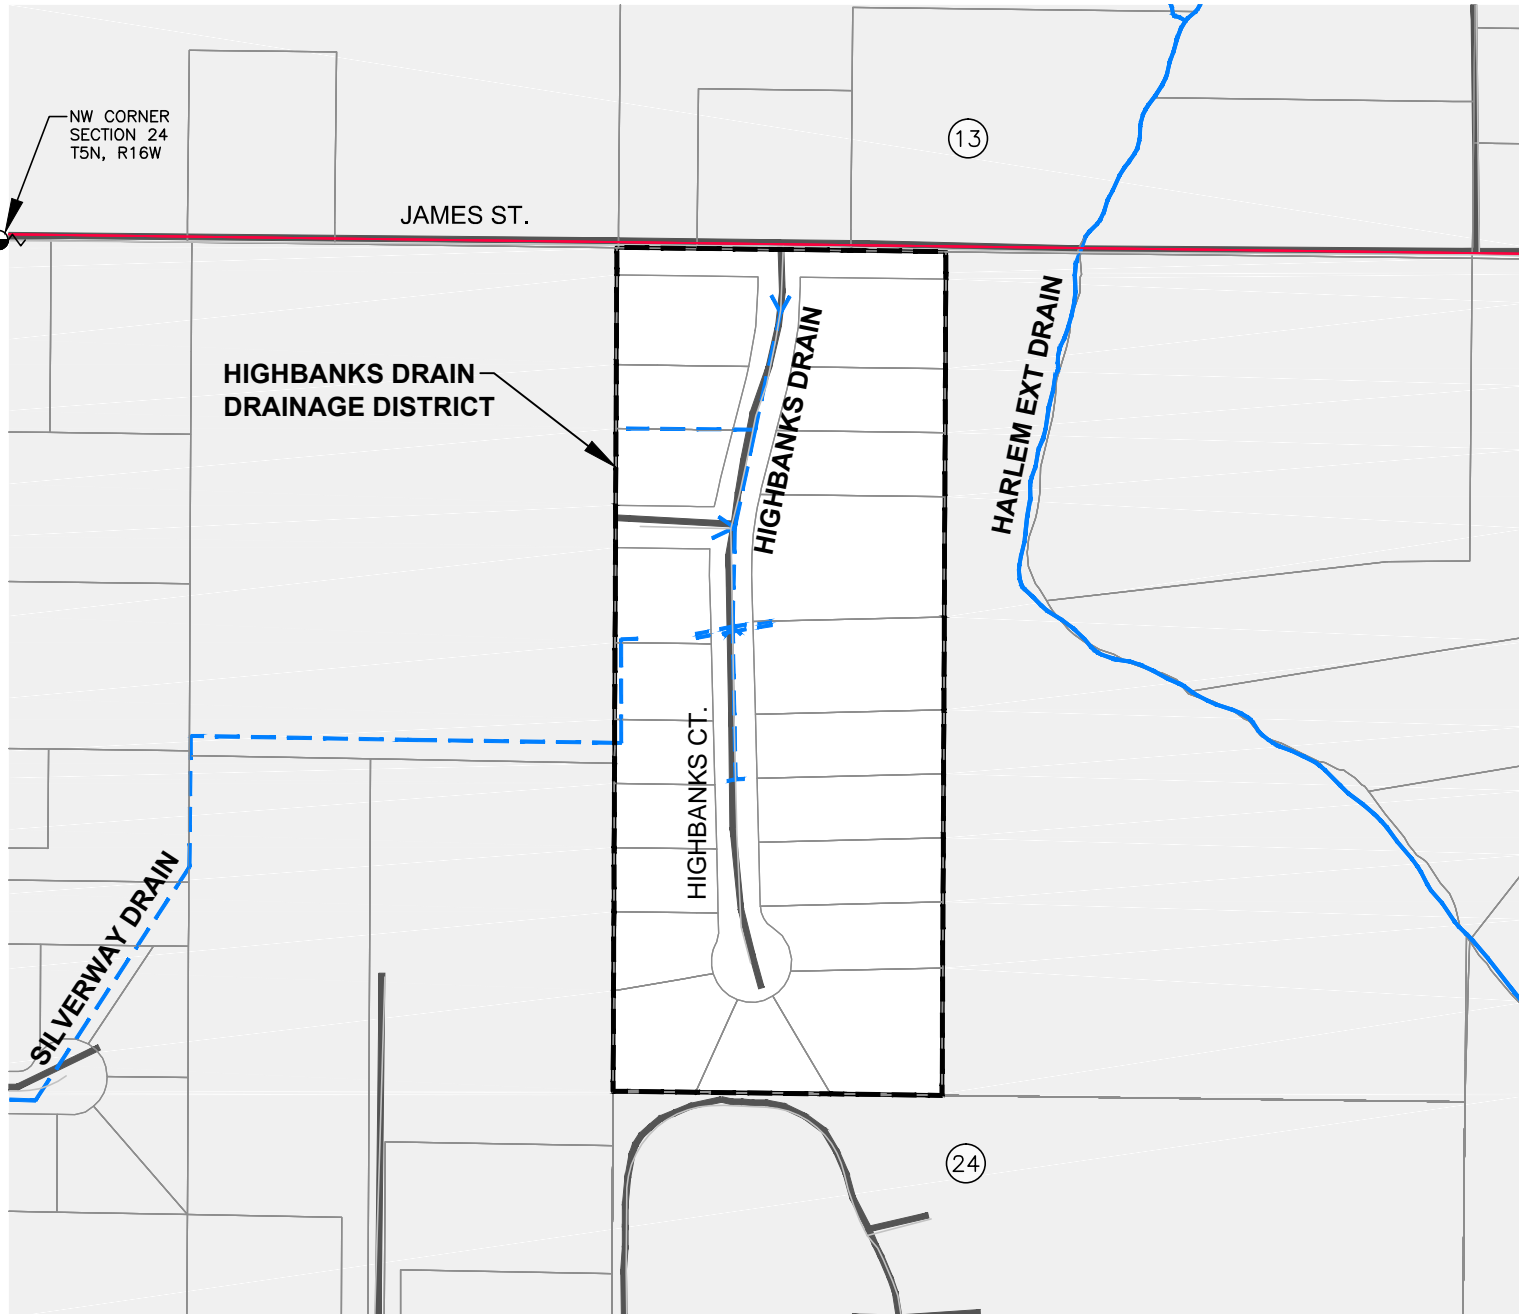 NW CORNER
SECTION 24
T5N, R16W
13
JAMES ST.
HIGHBANKS DRAIN
DRAINAGE DISTRICT
HIGHBANKS DRAIN
HARLEM EXT DRAIN
HIGHBANKS CT.
SILVERWAY DRAIN
24